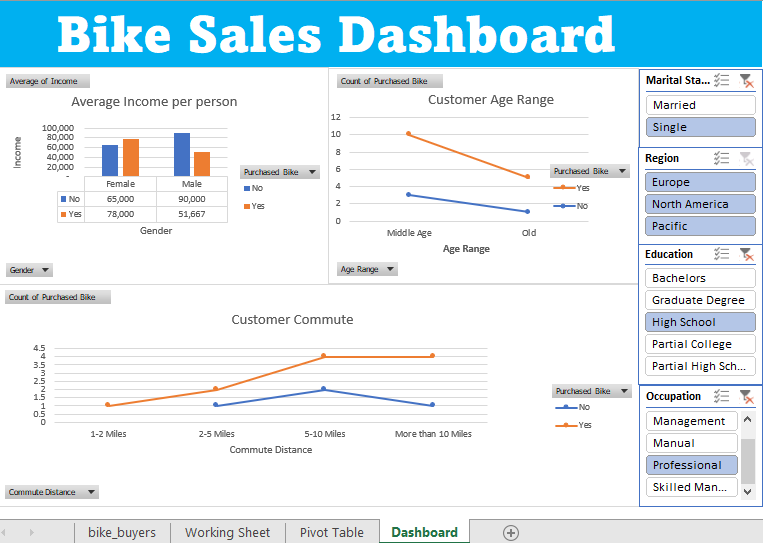 Bike Sales Dashboard
Average of Income
Average Income per person
Income
100,000
80,000
60,000
40,000
20,000
-
Female Male
No 65,000 90,000
Yes 78,000 51,667
Gender
Purchased Bike
No
Yes
Gender
Count of Purchased Bike
Customer Age Range
12
10
8
6
4
2
0
Middle Age Old
Age Range
Purchased Bike
Yes
No
Age Range
Count of Purchased Bike
Customer Commute
4.5
4
3.5
3
2.5
2
1.5
1
0.5
0
1-2 Miles 2-5 Miles 5-10 Miles More than 10 Miles
Commute Distance
Purchased Bike
No
Yes
Commute Distance
Marital Sta...
Married
Single
Region
Europe
North America
Pacific
Education
Bachelors
Graduate Degree
High School
Partial College
Partial High Sch...
Occupation
Management
Manual
Professional
Skilled Man...
bike_buyers Working Sheet Pivot Table Dashboard